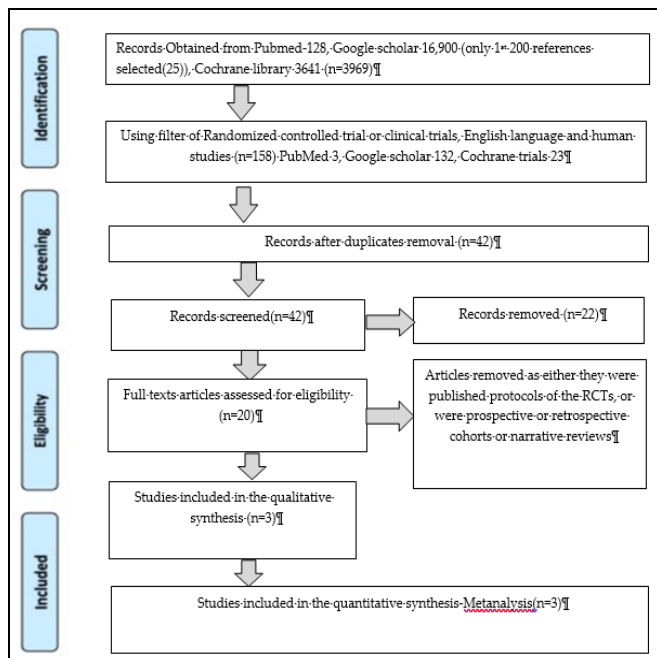 Identification
Records·Obtained·from·Pubmed-128,·Google·scholar·16,900·(only·1st·200·references·
selected(25)),·Cochrane·library·3641·(n=3969)¶
Using·filter·of·Randomized·controlled·trial·or·clinical·trials,·English·language·and·human·
studies·(n=158)·PubMed·3,·Google·scholar·132,·Cochrane·trials·23¶
Screening
Records·after·duplicates·removal·(n=42)¶
Records·screened(n=42)¶
Records·removed·(n=22)¶
Eligibility
Full·texts·articles·assessed·for·eligibility·
(n=20)¶
Articles·removed·as·either·they·were·
published·protocols·of·the·RCTs,·or·
were·prospective·or·retrospective·
cohorts·or·narrative·reviews¶
Included
Studies·included·in·the·qualitative·
synthesis·(n=3)¶
Studies·included·in·the·quantitative·synthesis-Metanalysis(n=3)¶